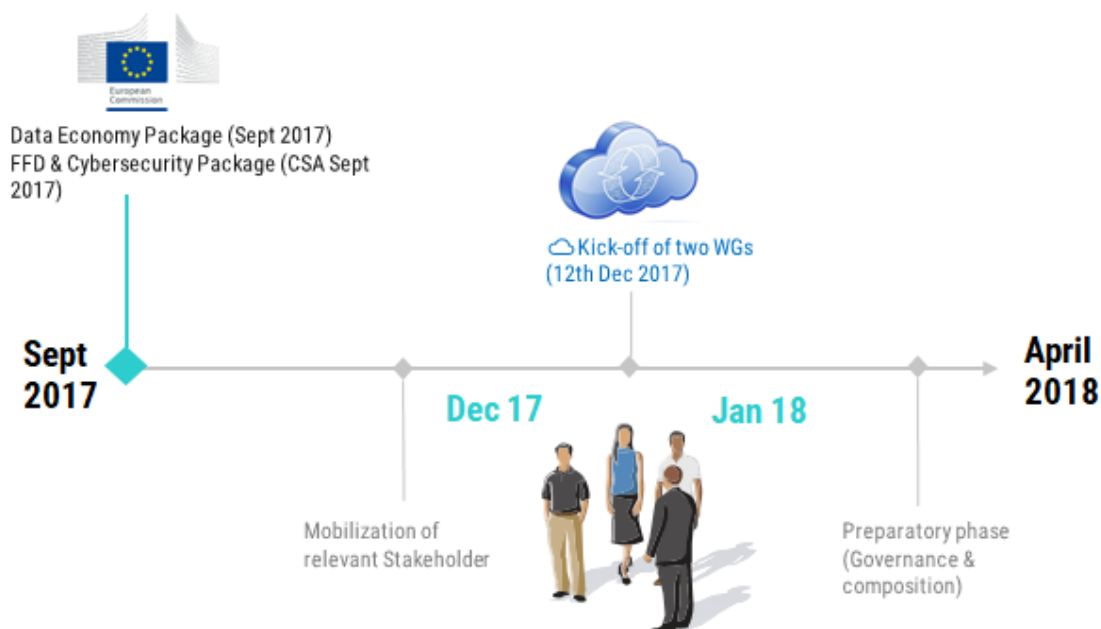 European
Commission
Data Economy Package (Sept 2017)
FFD & Cybersecurity Package (CSA Sept
2017)
Kick-off of two WGs
(12th Dec 2017)
Sept
2017
April
2018
Dec 17
Jan 18
Mobilization of
relevant Stakeholder
Preparatory phase
(Governance &
composition)